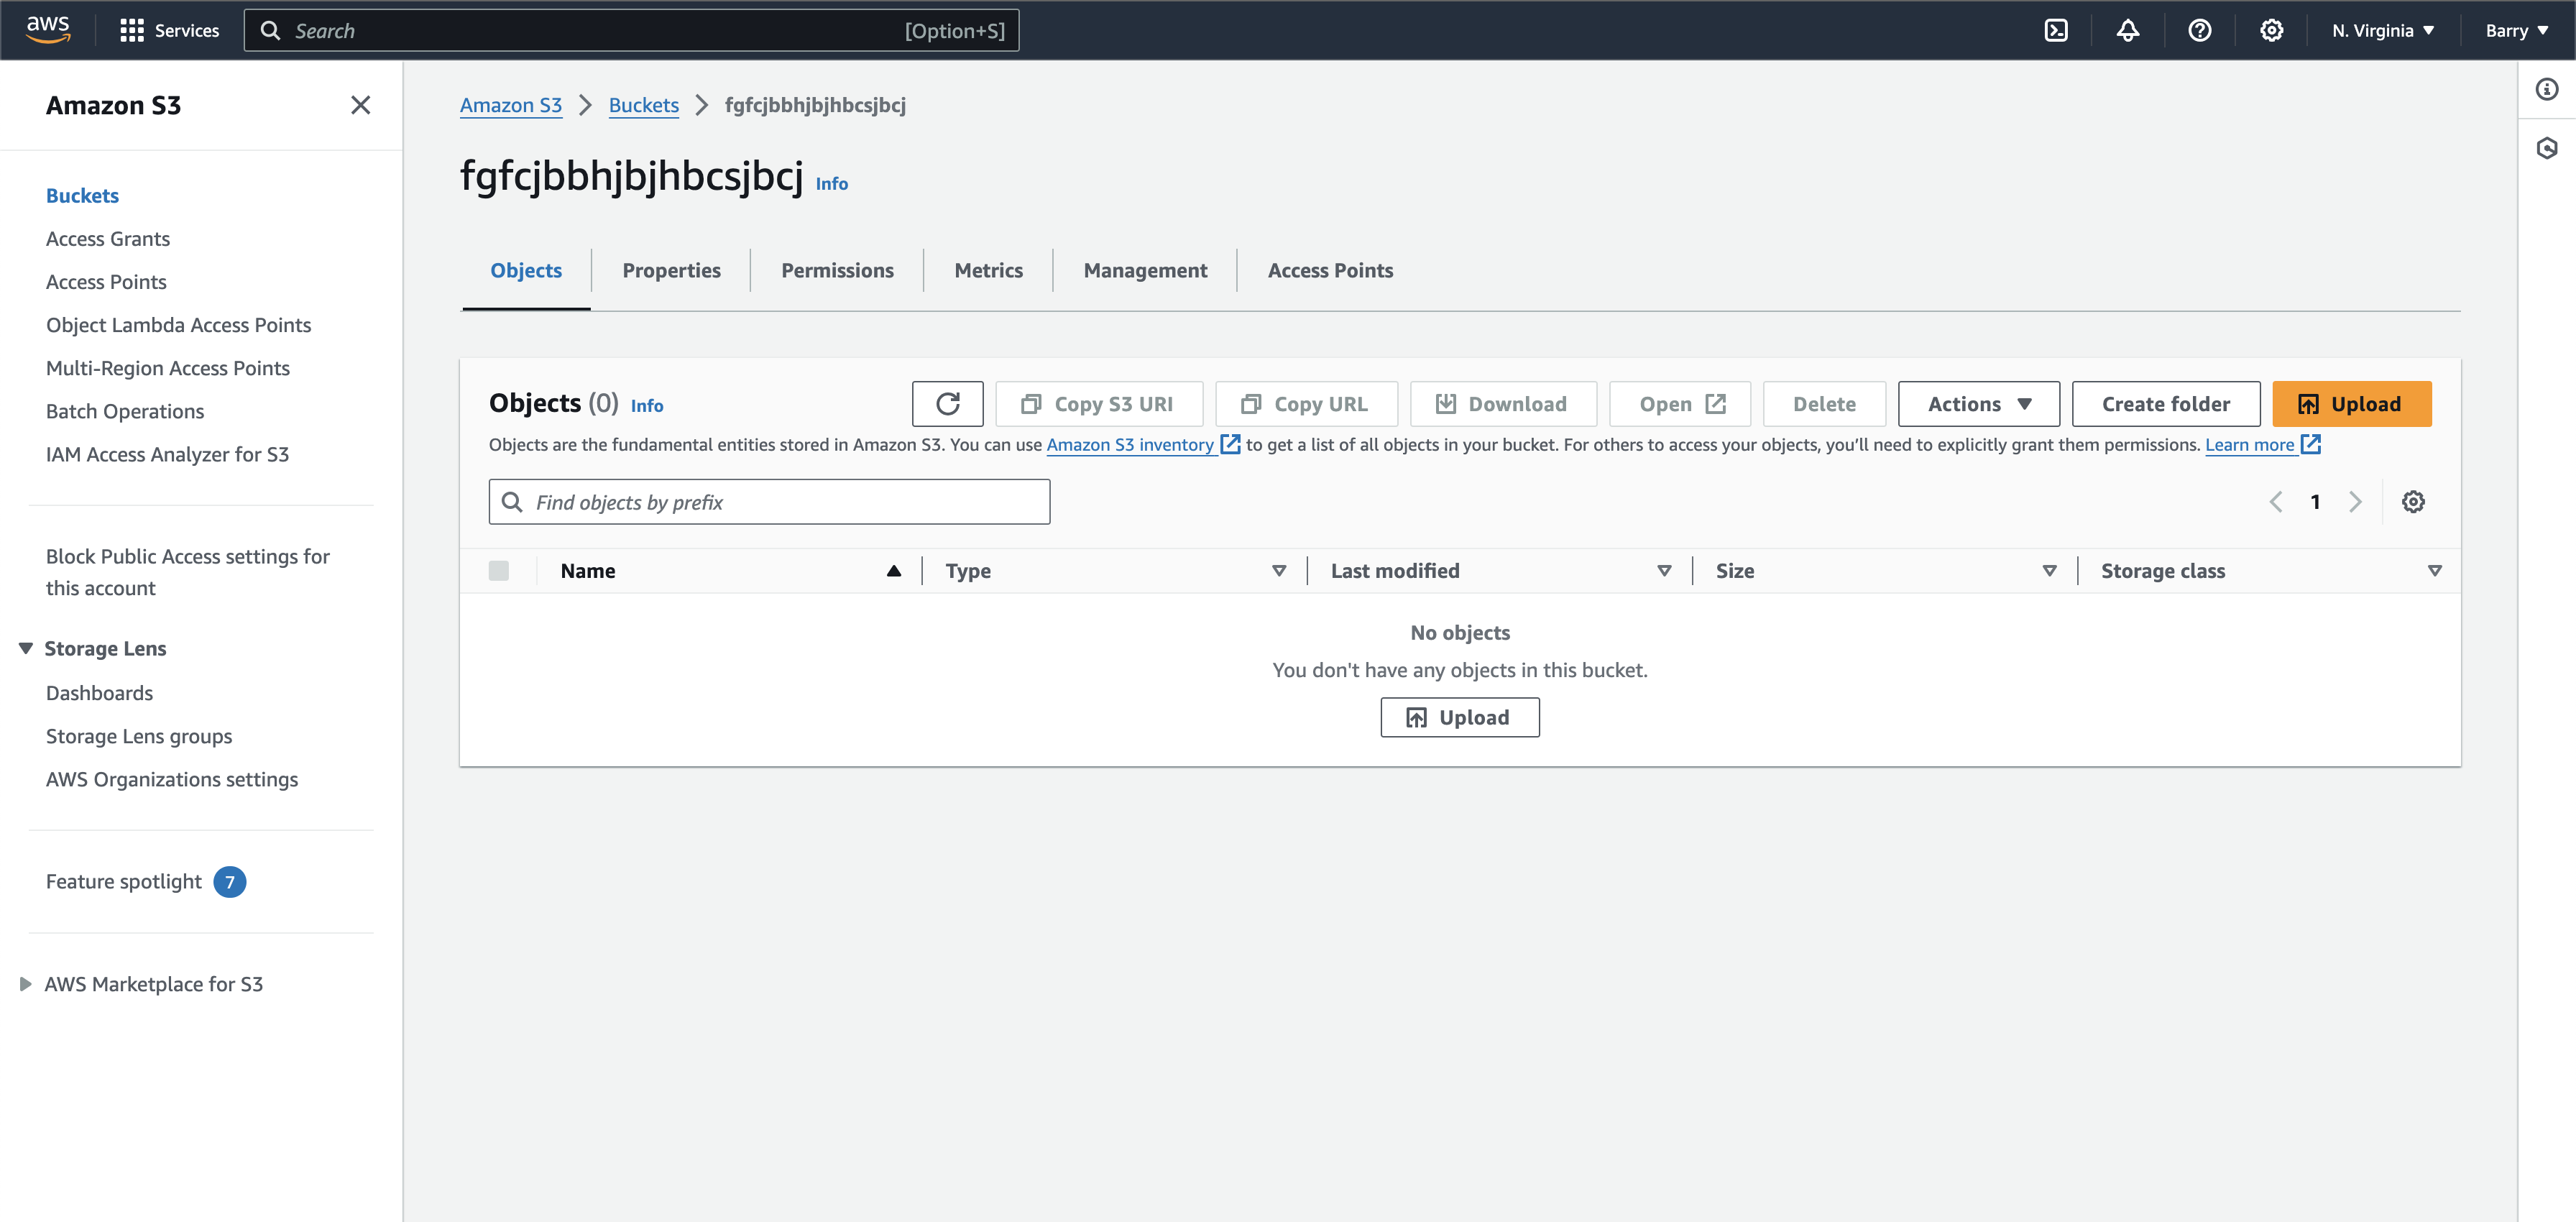 aws
Services
Search
[Option+S]
N. Virginia
Barry
Amazon S3
Buckets
Access Grants
Access Points
Object Lambda Access Points
Multi-Region Access Points
Batch Operations
IAM Access Analyzer for S3
Block Public Access settings for
this account
Storage Lens
Dashboards
Storage Lens groups
AWS Organizations settings
Feature spotlight 7
AWS Marketplace for S3
Amazon S3 > Buckets > fgfcjbbhjbjhbcsjbcj
fgfcjbbhjbjhbcsjbcj Info
Objects Properties Permissions Metrics Management Access Points
Objects (0) Info
Copy S3 URI Copy URL Download Open Delete Actions Create folder Upload
Objects are the fundamental entities stored in Amazon S3. You can use Amazon S3 inventory to get a list of all objects in your bucket. For others to access your objects, you’ll need to explicitly grant them permissions. Learn more
Find objects by prefix
1
Name Type Last modified Size Storage class
No objects
You don't have any objects in this bucket.
Upload